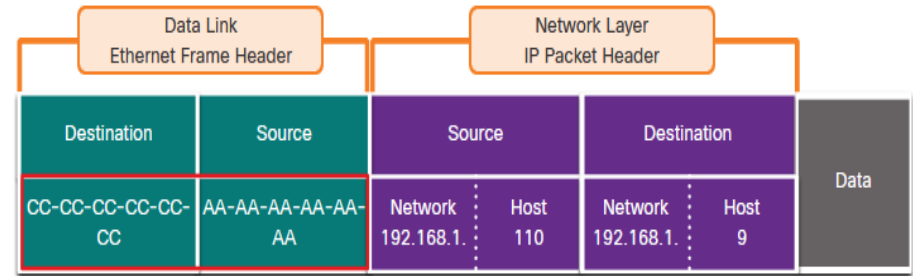 Data Link
Ethernet Frame Header
Network Layer
IP Packet Header
Destination
Source
Source
Destination
Data
CC-CC-CC-CC-CC-
CC
AA-AA-AA-AA-AA-
AA
Network
192.168.1.
Host
110
Network
192.168.1.
Host
9